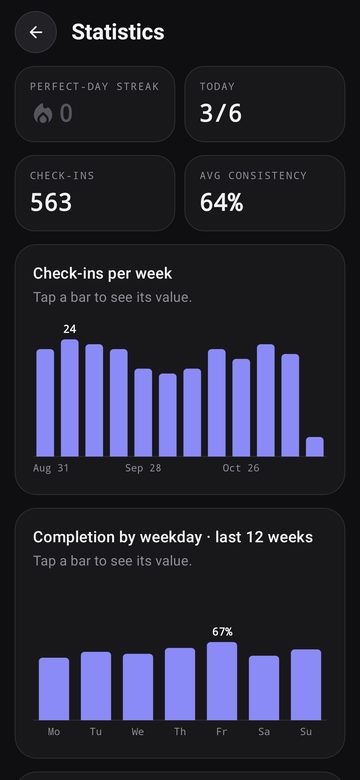 Statistics
PERFECT-DAY STREAK
0
TODAY
3/6
CHECK-INS
563
AVG CONSISTENCY
64%
Check-ins per week
Tap a bar to see its value.
24
Aug 31 Sep 28 Oct 26
Completion by weekday · last 12 weeks
Tap a bar to see its value.
67%
Mo Tu We Th Fr Sa Su